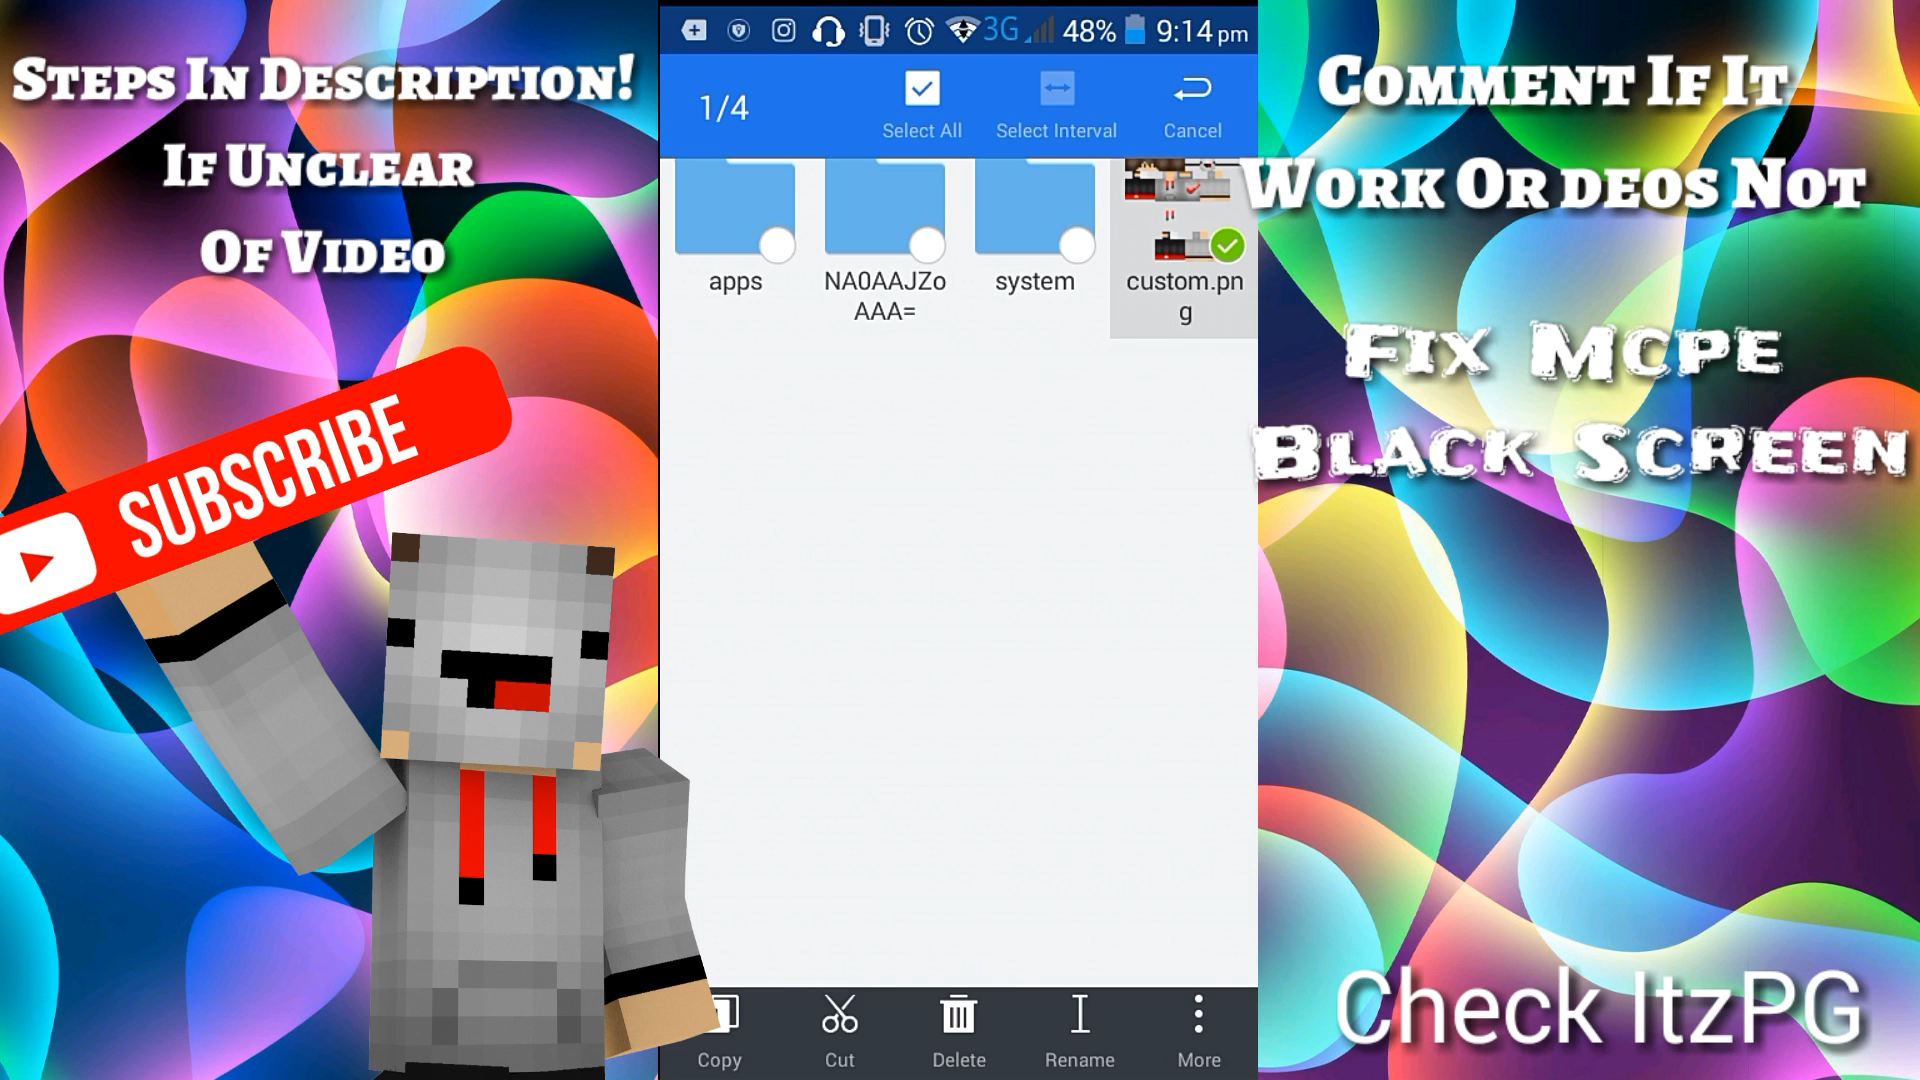 Steps In Description!
If Unclear
Of Video
SUBSCRIBE
3G 48% 9:14 pm
1/4
Select All
Select Interval
Cancel
apps
NA0AAJZo
AAA=
system
custom.pn
g
Copy
Cut
Delete
Rename
More
Comment If It
Work Or deos Not
Fix Mcpe
Black Screen
Check ItzPG